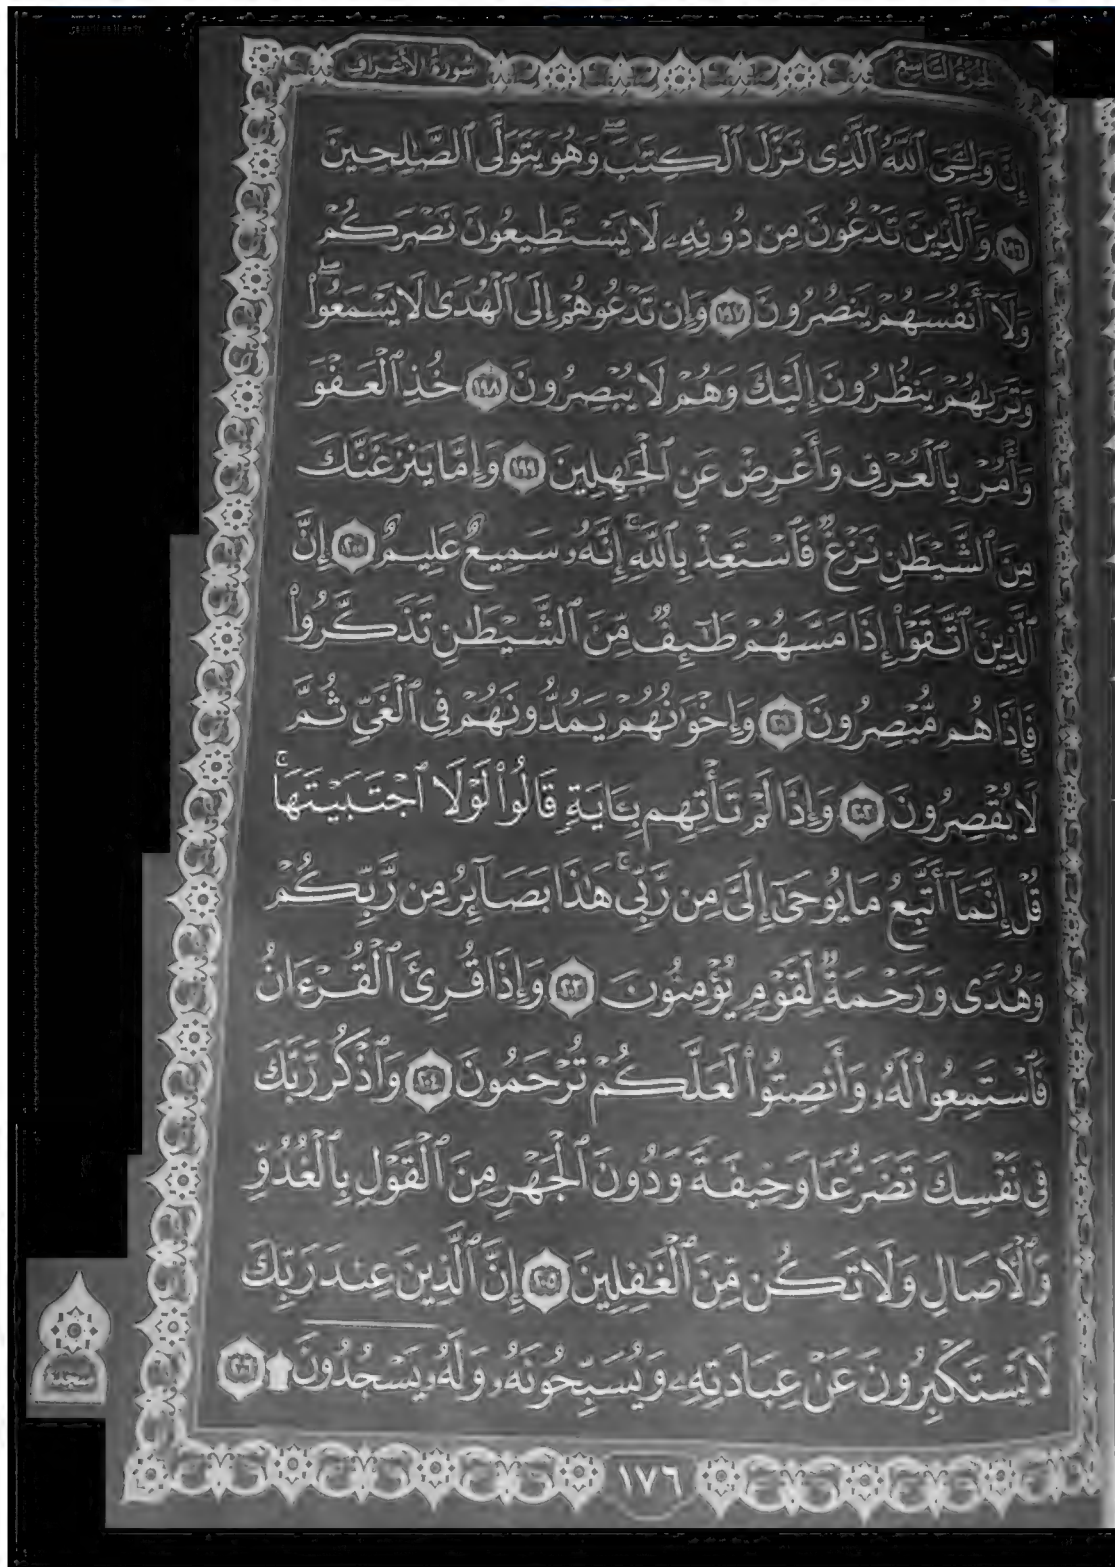 الجزء التاسع
سورة الأعراف
إِنَّ وَلِـِّۧىَ ٱللَّهُ ٱلَّذِى نَزَّلَ ٱلْكِتَٰبَۖ وَهُوَ يَتَوَلَّى ٱلصَّٰلِحِينَ
١٩٦ وَٱلَّذِينَ تَدْعُونَ مِن دُونِهِۦ لَا يَسْتَطِيعُونَ نَصْرَكُمْ
وَلَآ أَنفُسَهُمْ يَنصُرُونَ ١٩٧ وَإِن تَدْعُوهُمْ إِلَى ٱلْهُدَىٰ لَا يَسْمَعُوا۟ۖ
وَتَرَىٰهُمْ يَنظُرُونَ إِلَيْكَ وَهُمْ لَا يُبْصِرُونَ ١٩٨ خُذِ ٱلْعَفْوَ
وَأْمُرْ بِٱلْعُرْفِ وَأَعْرِضْ عَنِ ٱلْجَٰهِلِينَ ١٩٩ وَإِمَّا يَنزَغَنَّكَ
مِنَ ٱلشَّيْطَٰنِ نَزْغٌ فَٱسْتَعِذْ بِٱللَّهِۚ إِنَّهُۥ سَمِيعٌ عَلِيمٌ ٢٠٠ إِنَّ
ٱلَّذِينَ ٱتَّقَوْا۟ إِذَا مَسَّهُمْ طَٰٓئِفٌ مِّنَ ٱلشَّيْطَٰنِ تَذَكَّرُوا۟
فَإِذَا هُم مُّبْصِرُونَ ٢٠١ وَإِخْوَٰنُهُمْ يَمُدُّونَهُمْ فِى ٱلْغَىِّ ثُمَّ
لَا يُقْصِرُونَ ٢٠٢ وَإِذَا لَمْ تَأْتِهِم بِـَٔايَةٍ قَالُوا۟ لَوْلَا ٱجْتَبَيْتَهَاۚ
قُلْ إِنَّمَآ أَتَّبِعُ مَا يُوحَىٰٓ إِلَىَّ مِن رَّبِّىۚ هَٰذَا بَصَآئِرُ مِن رَّبِّكُمْ
وَهُدًى وَرَحْمَةٌ لِّقَوْمٍ يُؤْمِنُونَ ٢٠٣ وَإِذَا قُرِئَ ٱلْقُرْءَانُ
فَٱسْتَمِعُوا۟ لَهُۥ وَأَنصِتُوا۟ لَعَلَّكُمْ تُرْحَمُونَ ٢٠٤ وَٱذْكُر رَّبَّكَ
فِى نَفْسِكَ تَضَرُّعًا وَخِيفَةً وَدُونَ ٱلْجَهْرِ مِنَ ٱلْقَوْلِ بِٱلْغُدُوِّ
وَٱلْـَٔاصَالِ وَلَا تَكُن مِّنَ ٱلْغَٰفِلِينَ ٢٠٥ إِنَّ ٱلَّذِينَ عِندَ رَبِّكَ
لَا يَسْتَكْبِرُونَ عَنْ عِبَادَتِهِۦ وَيُسَبِّحُونَهُۥ وَلَهُۥ يَسْجُدُونَ ۩ ٢٠٦
سجدة
١٧٦